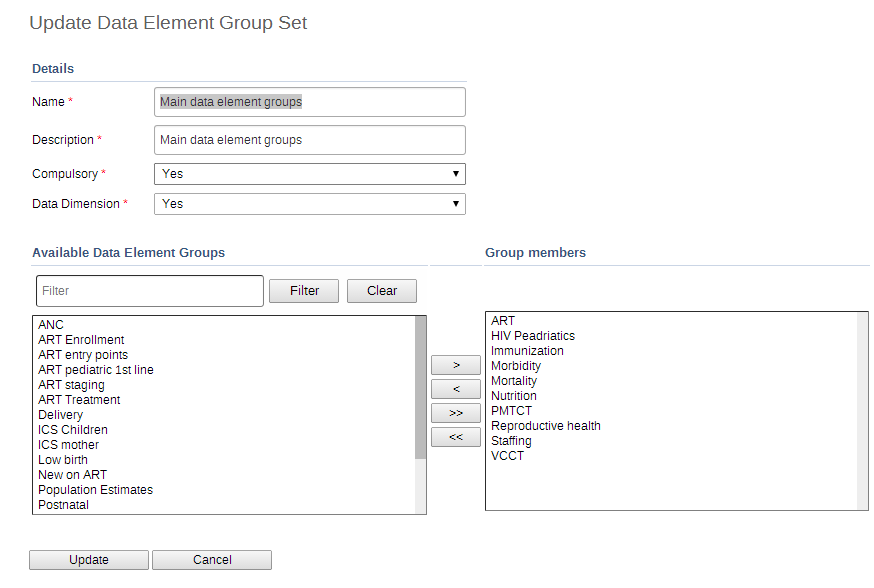 Update Data Element Group Set
Details
Name *
Main data element groups
Description *
Main data element groups
Compulsory *
Yes
Data Dimension *
Yes
Available Data Element Groups
Filter
Filter
Clear
ANC
ART Enrollment
ART entry points
ART pediatric 1st line
ART staging
ART Treatment
Delivery
ICS Children
ICS mother
Low birth
New on ART
Population Estimates
Postnatal
>
<
>>
<<
Group members
ART
HIV Peadriatics
Immunization
Morbidity
Mortality
Nutrition
PMTCT
Reproductive health
Staffing
VCCT
Update
Cancel